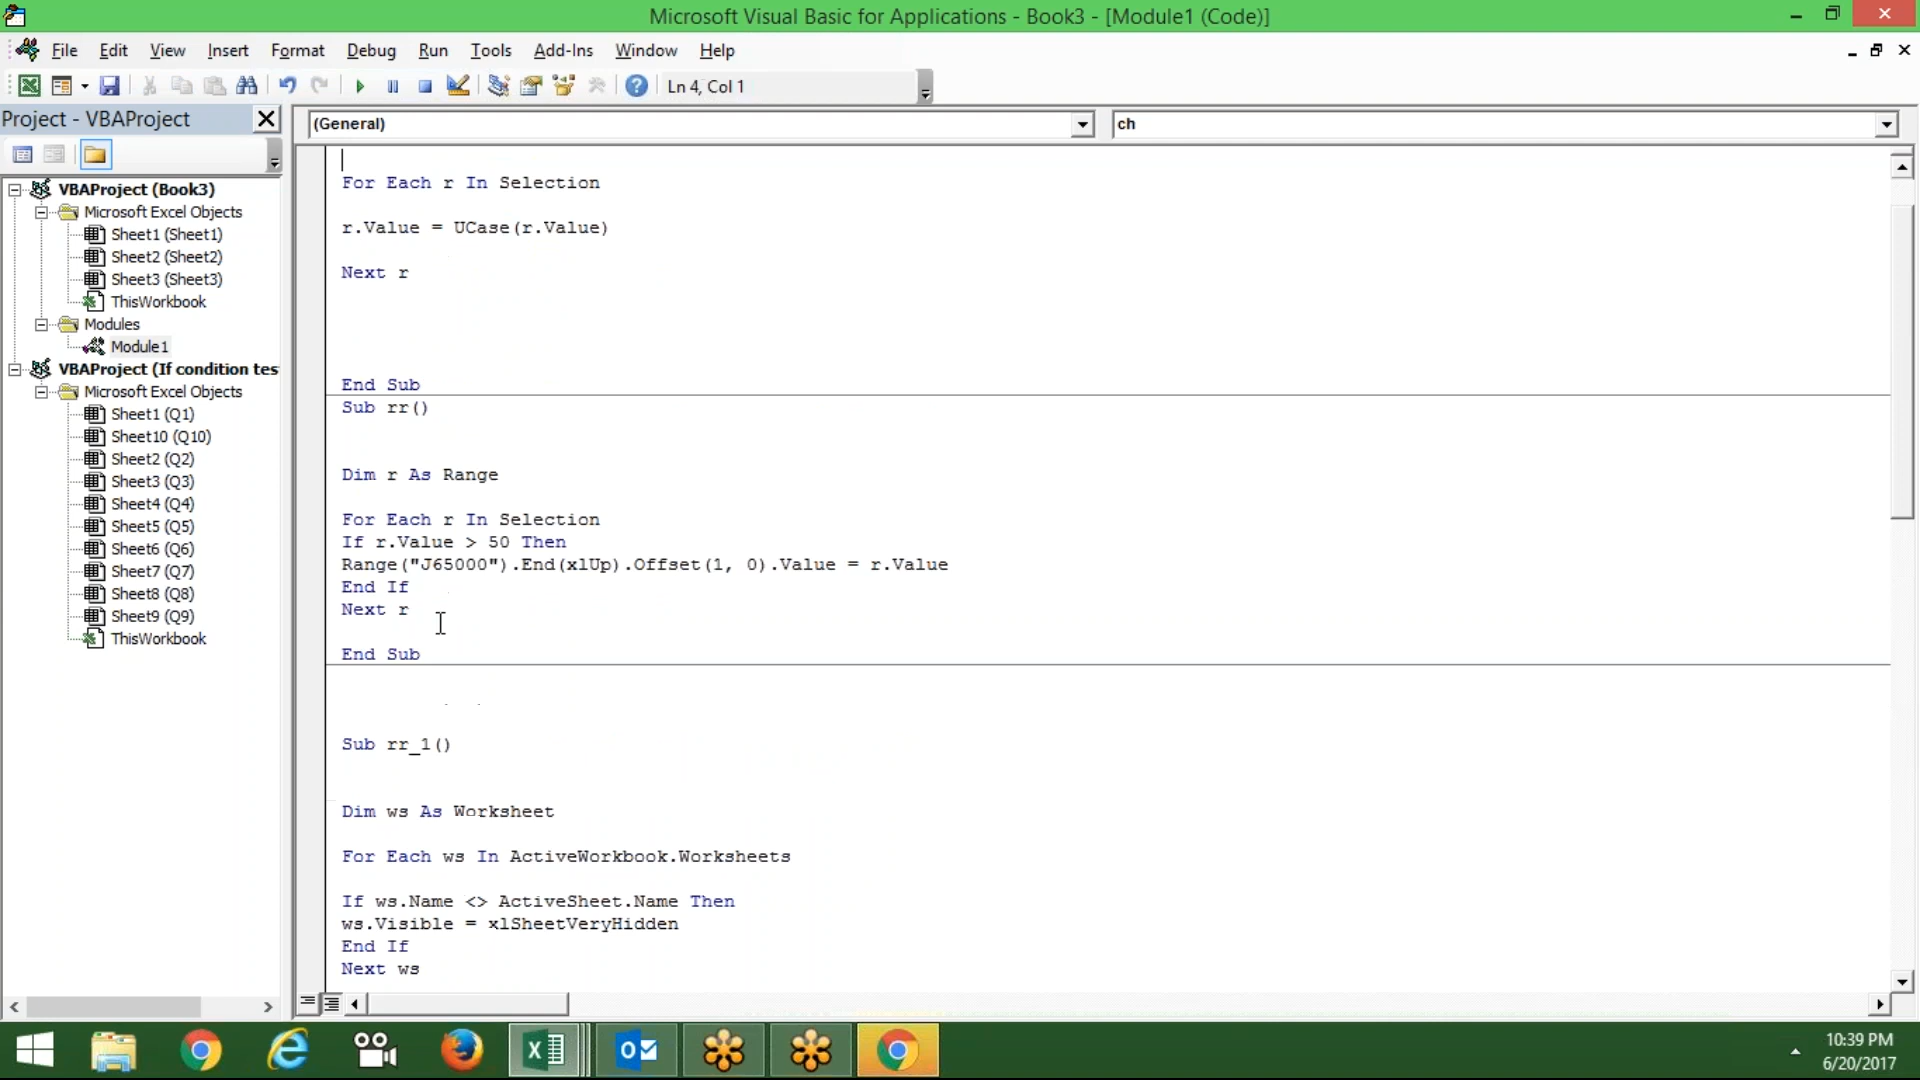 Microsoft Visual Basic for Applications - Book3 - [Module1 (Code)]
File Edit View Insert Format Debug Run Tools Add-Ins Window Help
Ln 4, Col 1
Project - VBAProject
(General)
ch
VBAProject (Book3)
Microsoft Excel Objects
Sheet1 (Sheet1)
Sheet2 (Sheet2)
Sheet3 (Sheet3)
ThisWorkbook
Modules
Module1
VBAProject (If condition tes
Microsoft Excel Objects
Sheet1 (Q1)
Sheet10 (Q10)
Sheet2 (Q2)
Sheet3 (Q3)
Sheet4 (Q4)
Sheet5 (Q5)
Sheet6 (Q6)
Sheet7 (Q7)
Sheet8 (Q8)
Sheet9 (Q9)
ThisWorkbook
For Each r In Selection
r.Value = UCase(r.Value)
Next r
End Sub
Sub rr()
Dim r As Range
For Each r In Selection
If r.Value > 50 Then
Range("J65000").End(xlUp).Offset(1, 0).Value = r.Value
End If
Next r
End Sub
Sub rr_1()
Dim ws As Worksheet
For Each ws In ActiveWorkbook.Worksheets
If ws.Name <> ActiveSheet.Name Then
ws.Visible = xlSheetVeryHidden
End If
Next ws
10:39 PM
6/20/2017